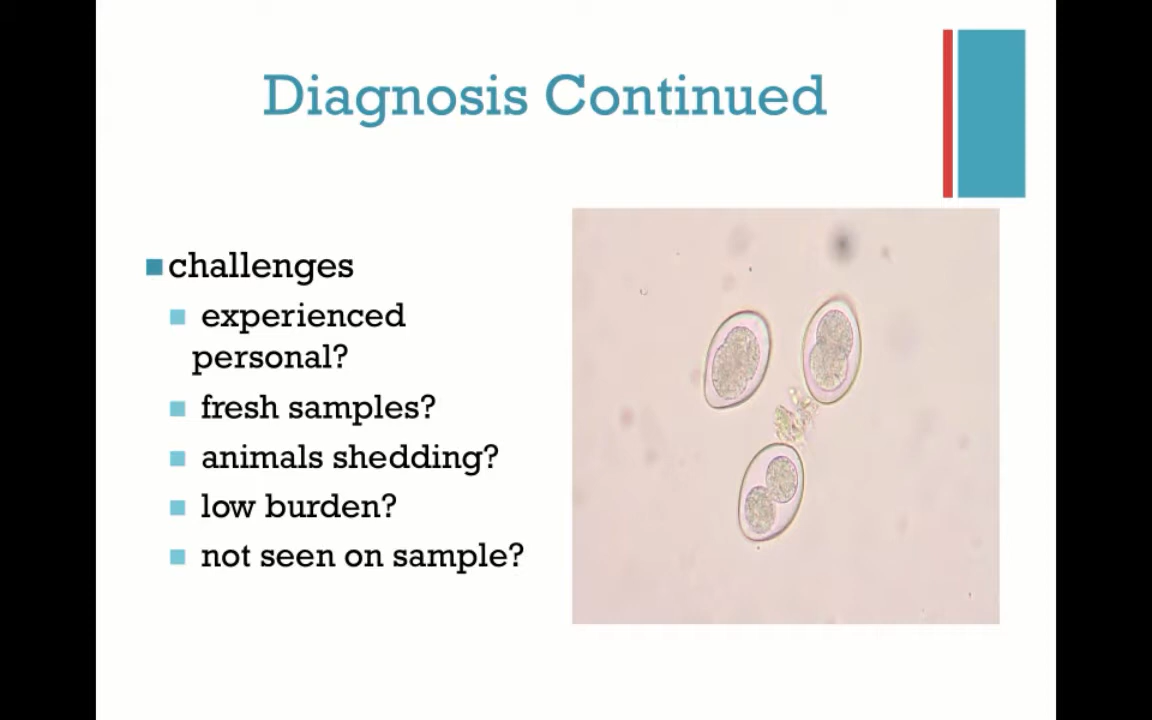 Diagnosis Continued
challenges
experienced
personal?
fresh samples?
animals shedding?
low burden?
not seen on sample?